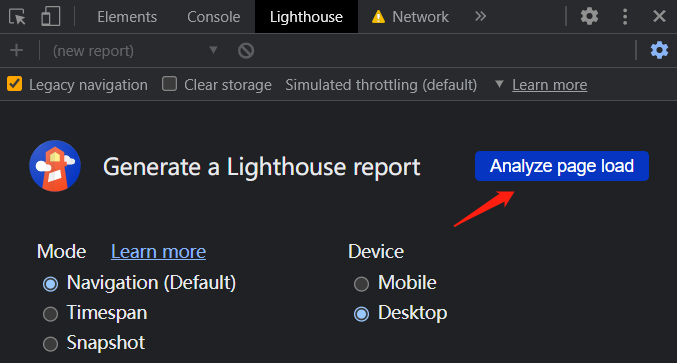 Elements Console Lighthouse Network »
(new report)
Legacy navigation Clear storage Simulated throttling (default) Learn more
Generate a Lighthouse report Analyze page load
Mode Learn more Device
Navigation (Default) Mobile
Timespan Desktop
Snapshot